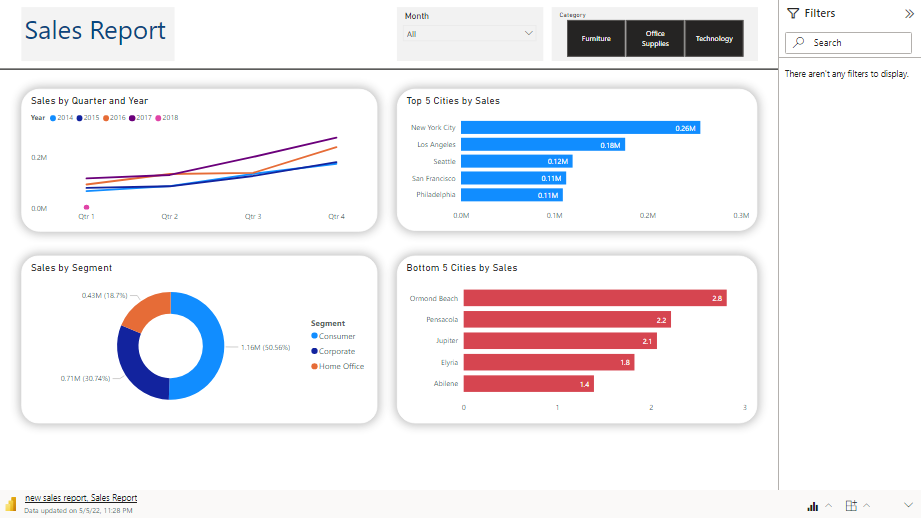 Sales Report
Month
All
Category
Furniture
Office
Supplies
Technology
Filters
Search
There aren't any filters to display.
Sales by Quarter and Year
Year 2014 2015 2016 2017 2018
0.2M
0.0M
Qtr 1 Qtr 2 Qtr 3 Qtr 4
Top 5 Cities by Sales
New York City 0.26M
Los Angeles 0.18M
Seattle 0.12M
San Francisco 0.11M
Philadelphia 0.11M
0.0M 0.1M 0.2M 0.3M
Sales by Segment
0.43M (18.7%)
1.16M (50.56%)
0.71M (30.74%)
Segment
Consumer
Corporate
Home Office
Bottom 5 Cities by Sales
Ormond Beach 2.8
Pensacola 2.2
Jupiter 2.1
Elyria 1.8
Abilene 1.4
0 1 2 3
new sales report, Sales Report
Data updated on 5/5/22, 11:28 PM